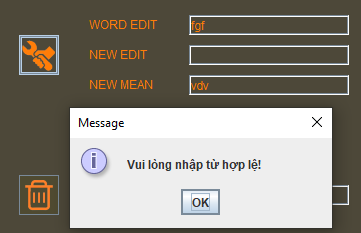 WORD EDIT fgf
NEW EDIT
NEW MEAN vdv
Message
Vui lòng nhập từ hợp lệ!
OK